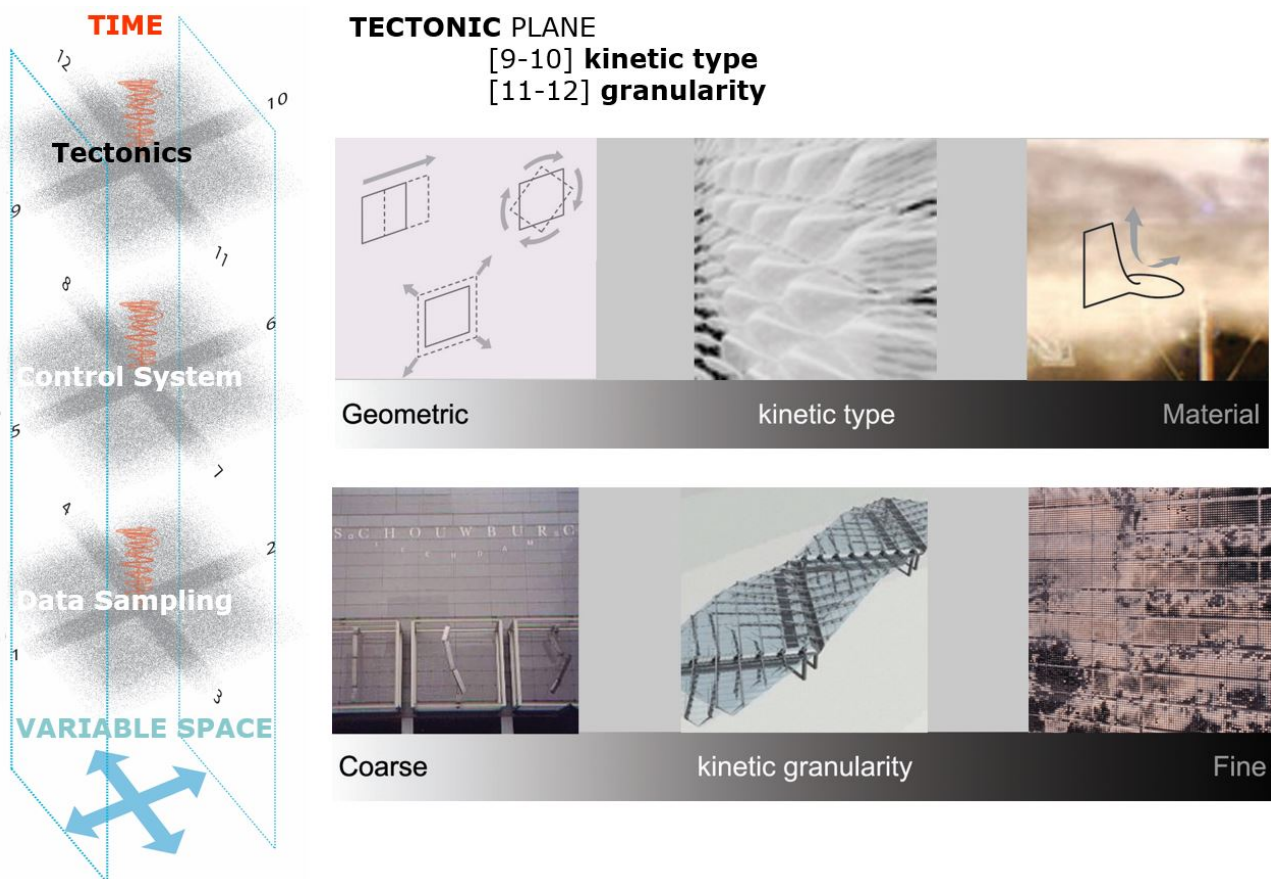 TIME
12
10
Tectonics
9
11
8
6
Control System
5
7
4
2
Data Sampling
1
3
VARIABLE SPACE
TECTONIC PLANE
[9-10] kinetic type
[11-12] granularity
Geometric kinetic type Material
SCHOUWBURG
Coarse kinetic granularity Fine